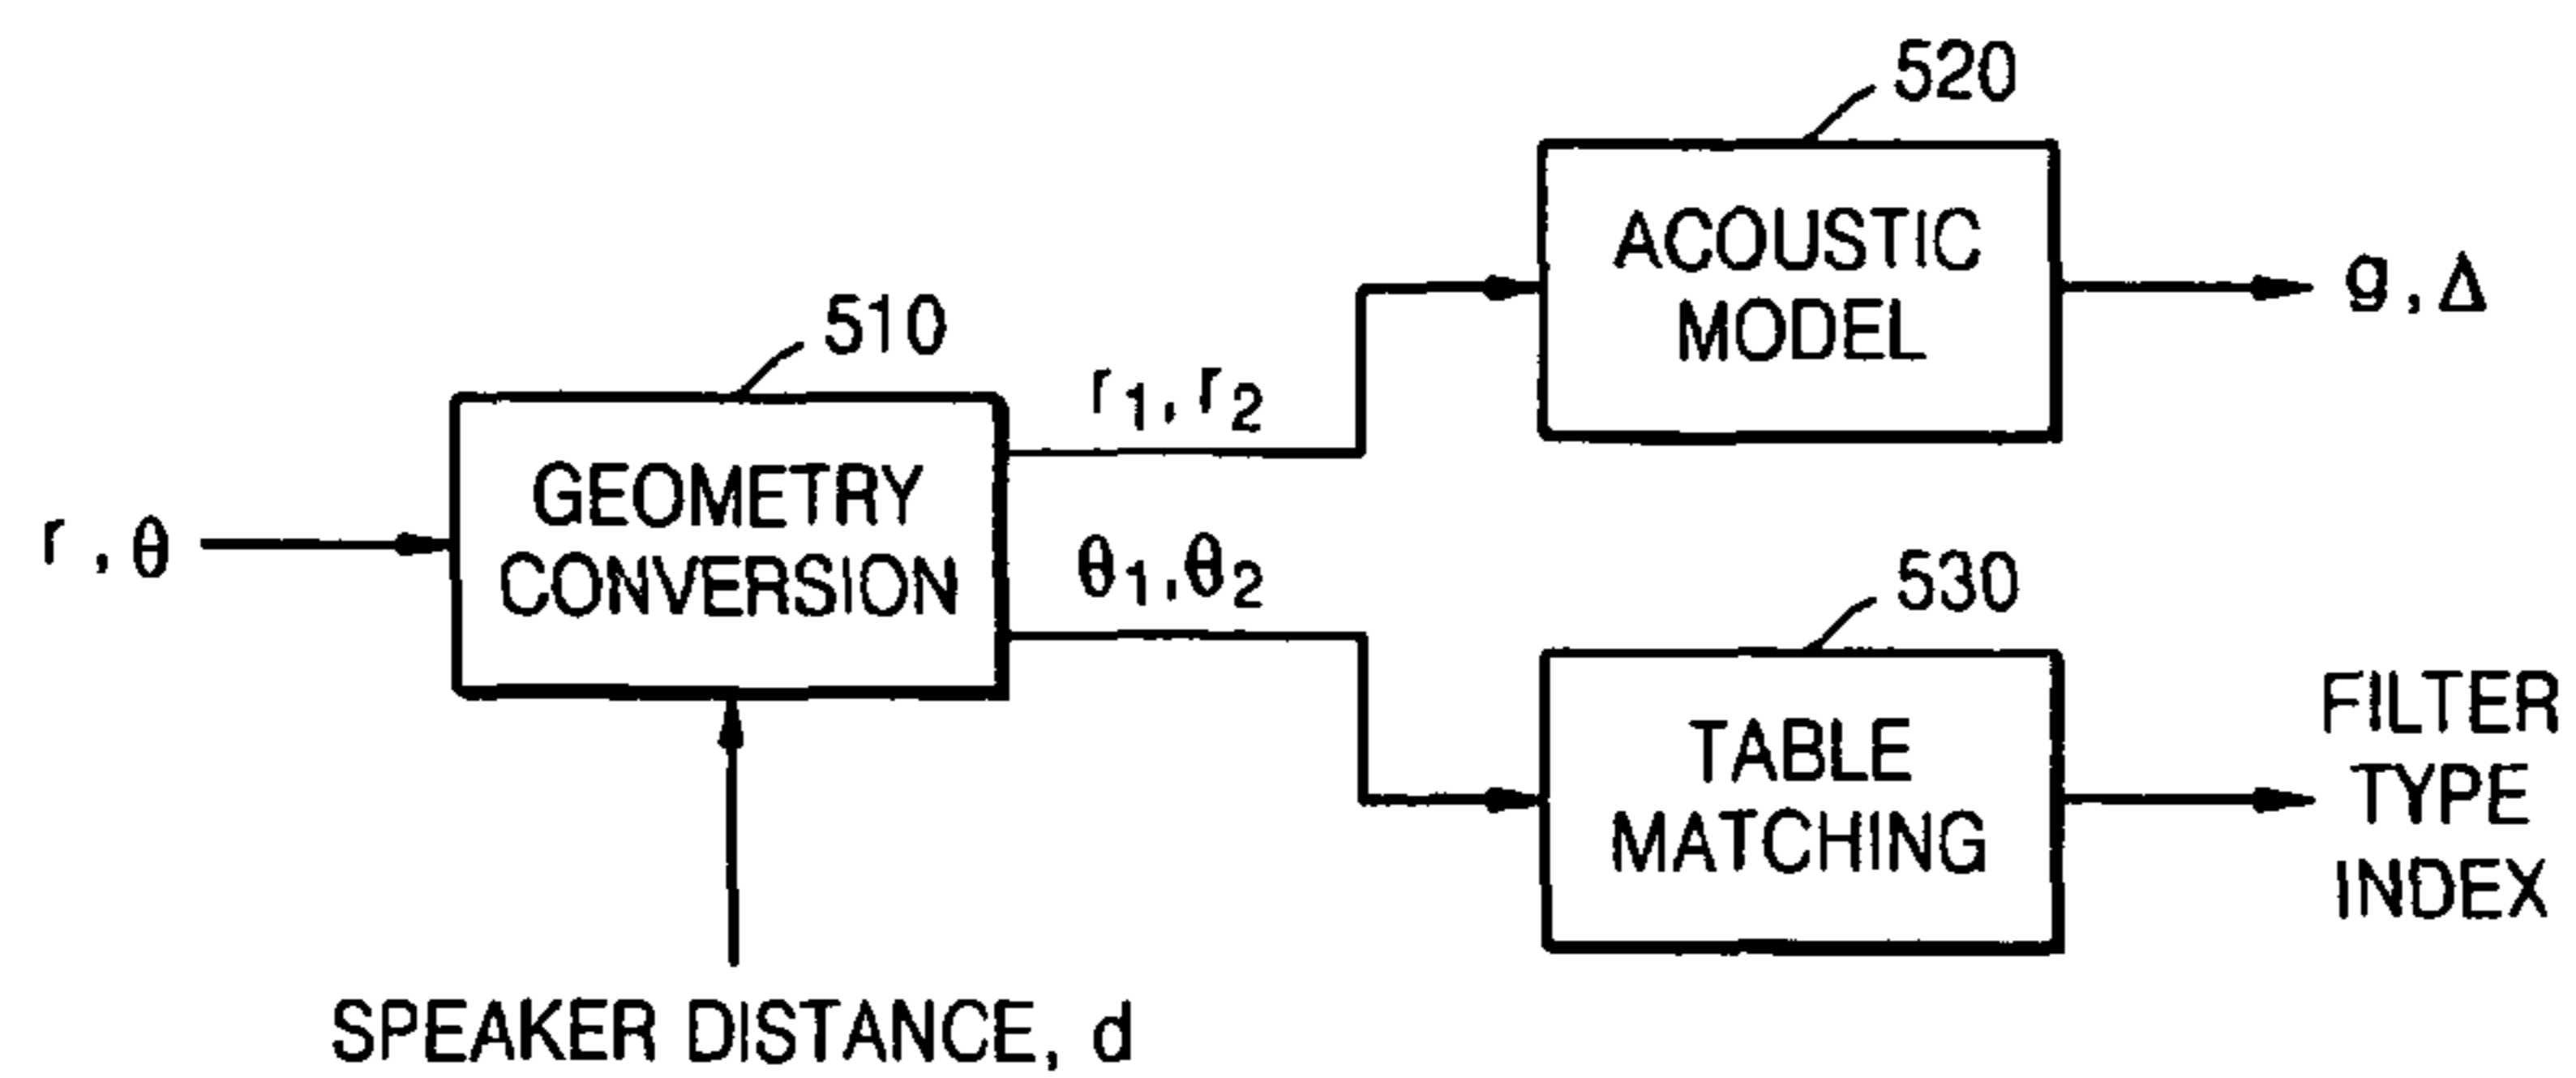 520
ACOUSTIC
MODEL
g, Δ
510
r1, r2
GEOMETRY
CONVERSION
r, θ
θ1, θ2
530
TABLE
MATCHING
FILTER
TYPE
INDEX
SPEAKER DISTANCE, d